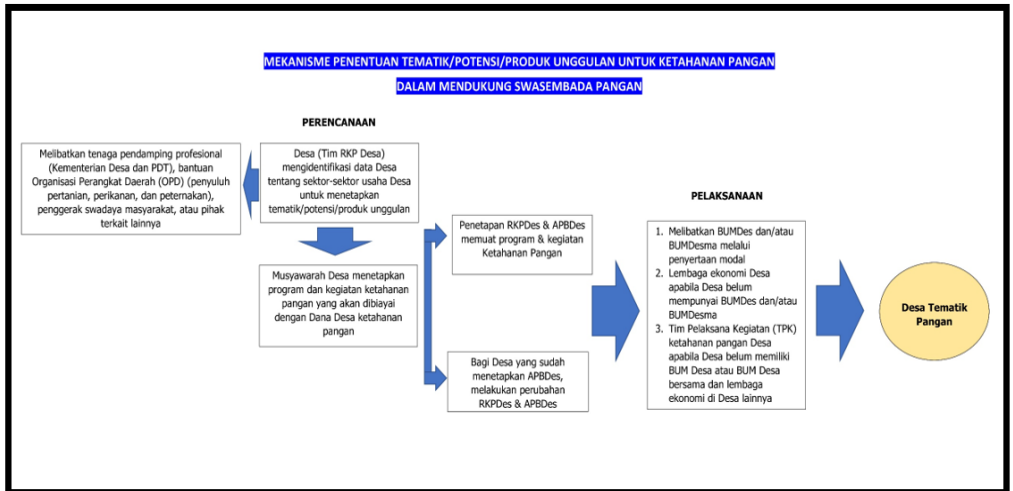 MEKANISME PENENTUAN TEMATIK/POTENSI/PRODUK UNGGULAN UNTUK KETAHANAN PANGAN
DALAM MENDUKUNG SWASEMBADA PANGAN
PERENCANAAN
Melibatkan tenaga pendamping profesional
(Kementerian Desa dan PDT), bantuan
Organisasi Perangkat Daerah (OPD) (penyuluh
pertanian, perikanan, dan peternakan),
penggerak swadaya masyarakat, atau pihak
terkait lainnya
Desa (Tim RKP Desa)
mengidentifikasi data Desa
tentang sektor-sektor usaha Desa
untuk menetapkan
tematik/potensi/produk unggulan
Musyawarah Desa menetapkan
program dan kegiatan ketahanan
pangan yang akan dibiayai
dengan Dana Desa ketahanan
pangan
Penetapan RKPDes & APBDes
memuat program & kegiatan
Ketahanan Pangan
Bagi Desa yang sudah
menetapkan APBDes,
melakukan perubahan
RKPDes & APBDes
PELAKSANAAN
1. Melibatkan BUMDes dan/atau
BUMDesma melalui
penyertaan modal
2. Lembaga ekonomi Desa
apabila Desa belum
mempunyai BUMDes dan/atau
BUMDesma
3. Tim Pelaksana Kegiatan (TPK)
ketahanan pangan Desa
apabila Desa belum memiliki
BUM Desa atau BUM Desa
bersama dan lembaga
ekonomi di Desa lainnya
Desa Tematik
Pangan